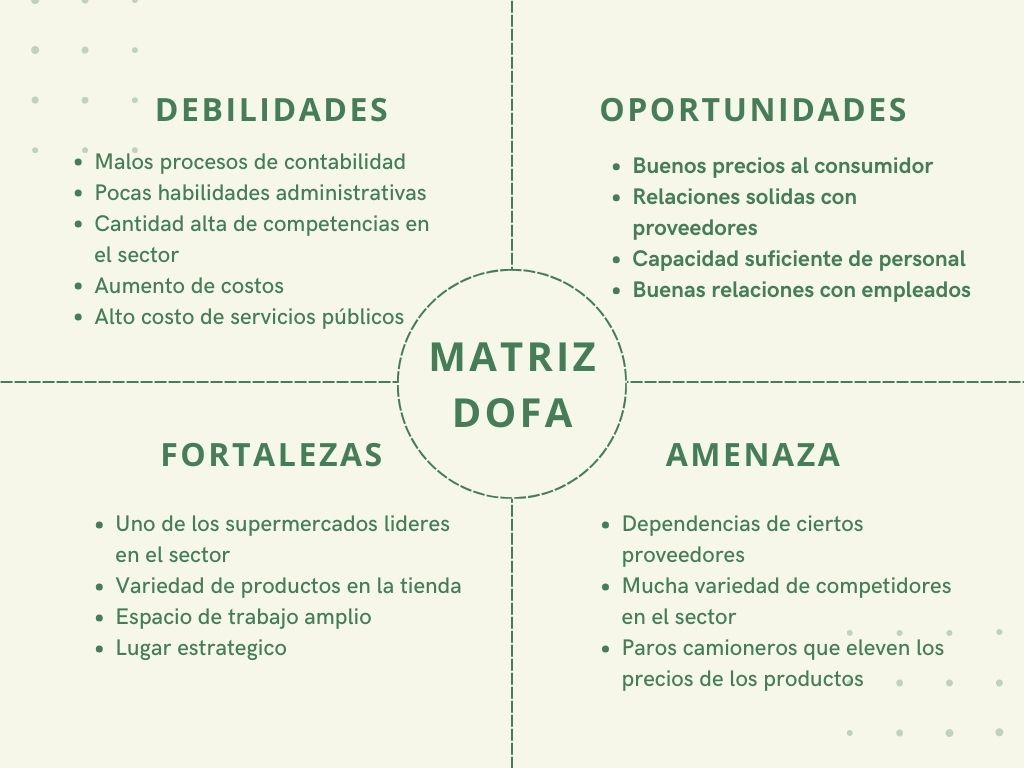 DEBILIDADES
• Malos procesos de contabilidad
• Pocas habilidades administrativas
• Cantidad alta de competencias en
el sector
• Aumento de costos
• Alto costo de servicios públicos
OPORTUNIDADES
• Buenos precios al consumidor
• Relaciones solidas con
proveedores
• Capacidad suficiente de personal
• Buenas relaciones con empleados
MATRIZ
DOFA
FORTALEZAS
• Uno de los supermercados lideres
en el sector
• Variedad de productos en la tienda
• Espacio de trabajo amplio
• Lugar estrategico
AMENAZA
• Dependencias de ciertos
proveedores
• Mucha variedad de competidores
en el sector
• Paros camioneros que eleven los
precios de los productos